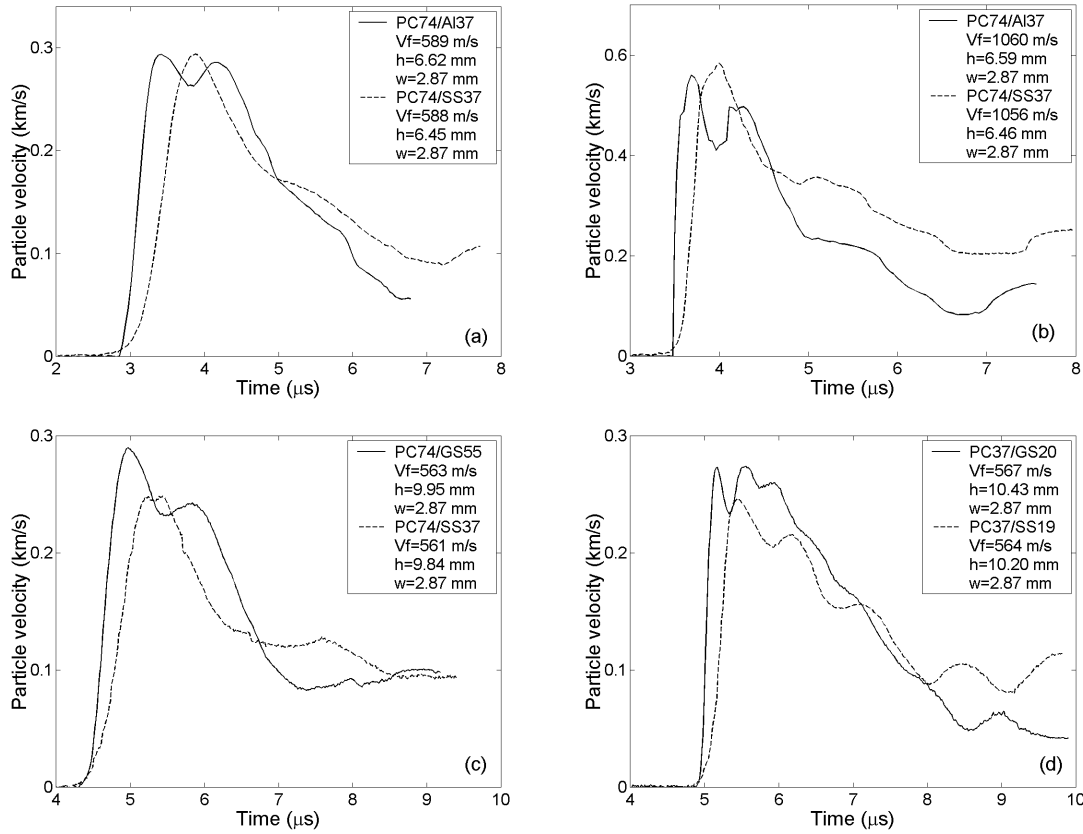 PC74/Al37
Vf=589 m/s
h=6.62 mm
w=2.87 mm
PC74/SS37
Vf=588 m/s
h=6.45 mm
w=2.87 mm
0.3
0.2
0.1
0
Particle velocity (km/s)
2 3 4 5 6 7 8
Time (μs)
(a)
PC74/Al37
Vf=1060 m/s
h=6.59 mm
w=2.87 mm
PC74/SS37
Vf=1056 m/s
h=6.46 mm
w=2.87 mm
0.6
0.4
0.2
0
Particle velocity (km/s)
3 4 5 6 7 8
Time (μs)
(b)
PC74/GS55
Vf=563 m/s
h=9.95 mm
w=2.87 mm
PC74/SS37
Vf=561 m/s
h=9.84 mm
w=2.87 mm
0.3
0.2
0.1
0
Particle velocity (km/s)
4 5 6 7 8 9 10
Time (μs)
(c)
PC37/GS20
Vf=567 m/s
h=10.43 mm
w=2.87 mm
PC37/SS19
Vf=564 m/s
h=10.20 mm
w=2.87 mm
0.3
0.2
0.1
0
Particle velocity (km/s)
4 5 6 7 8 9 10
Time (μs)
(d)